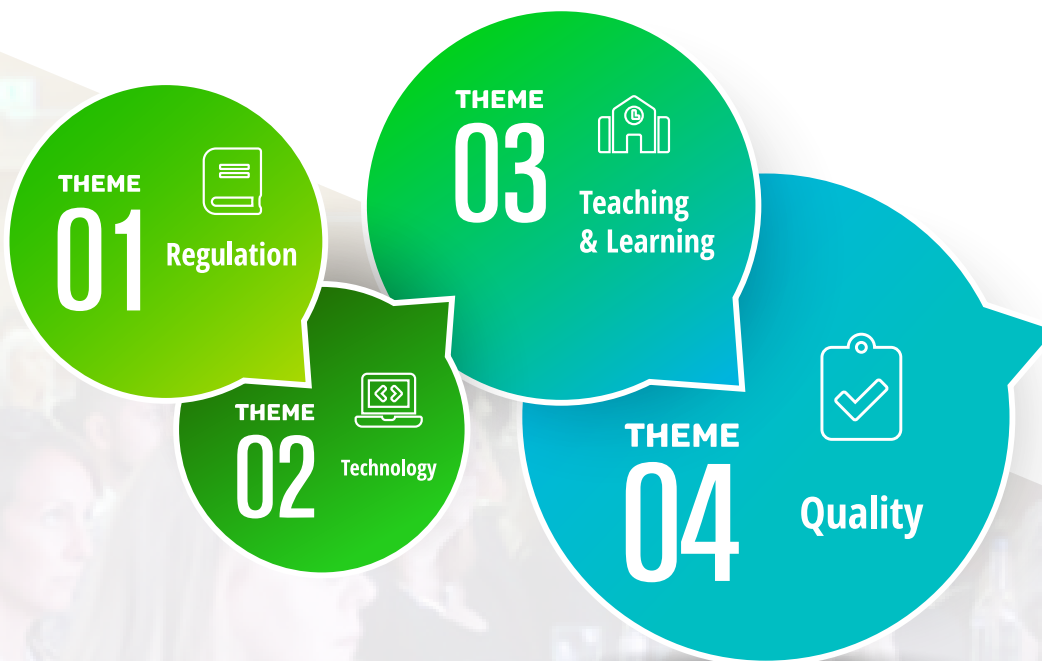 THEME
01
Regulation
THEME
02
Technology
THEME
03
Teaching
& Learning
THEME
04
Quality